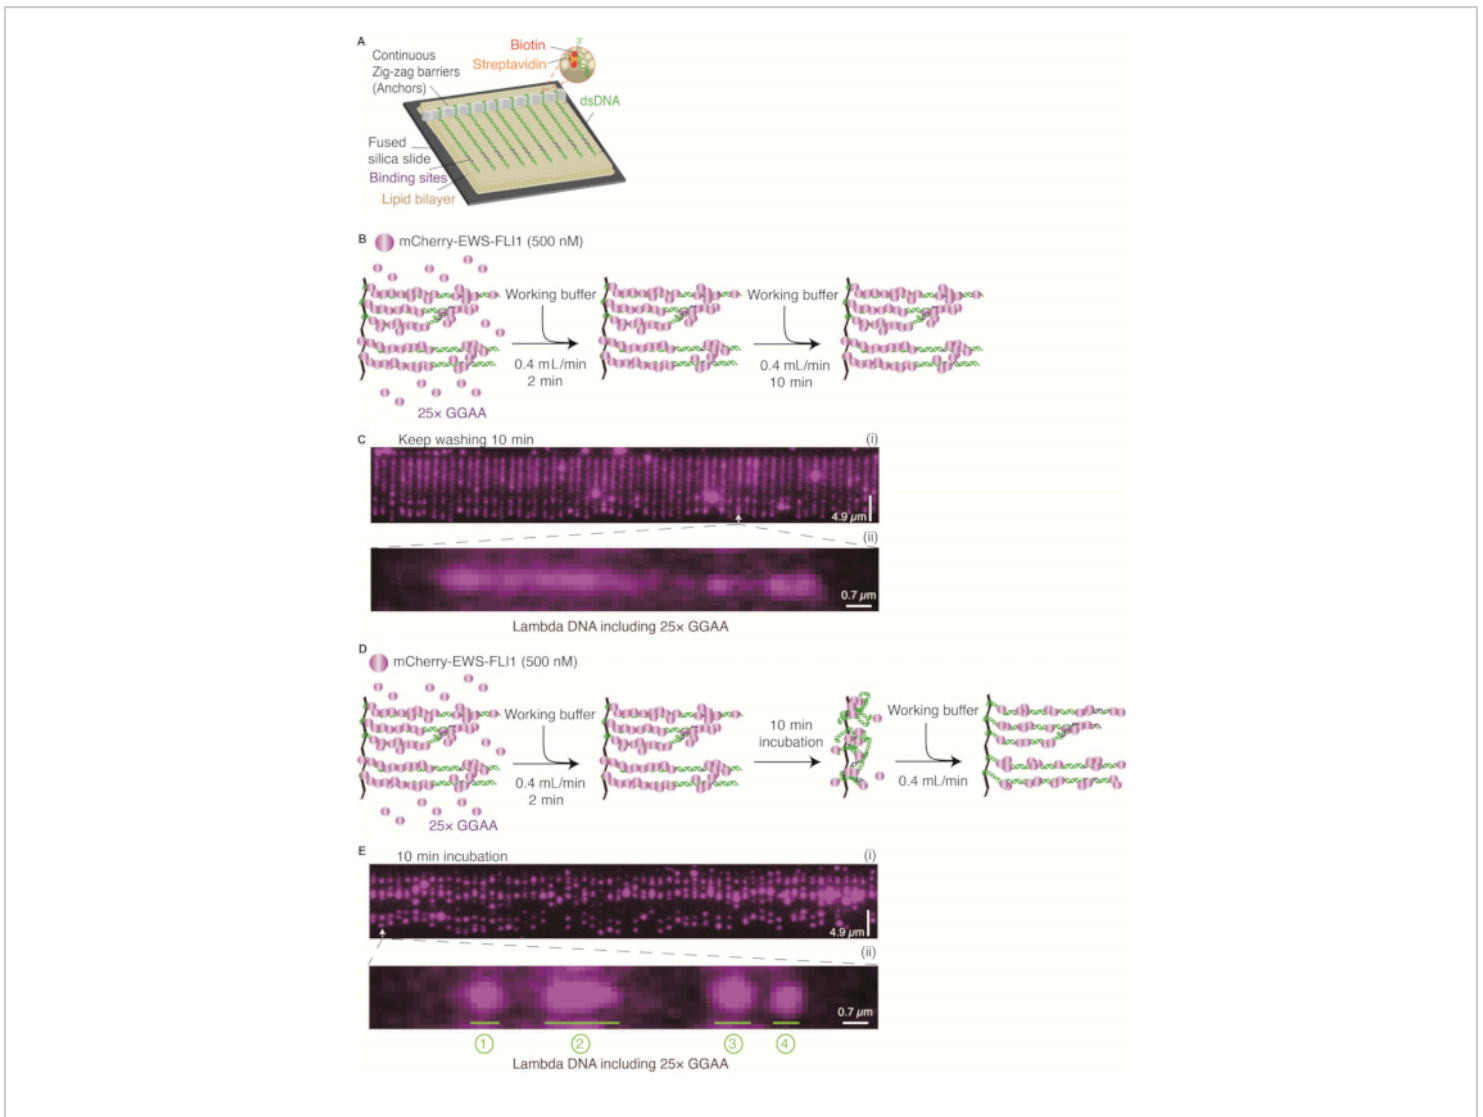 A
Biotin
Continuous
Zig-zag barriers
(Anchors)
Streptavidin
dsDNA
Fused
silica slide
Binding sites
Lipid bilayer
B
mCherry-EWS-FLI1 (500 nM)
Working buffer
0.4 mL/min
2 min
Working buffer
0.4 mL/min
10 min
25× GGAA
C
Keep washing 10 min
(i)
4.9 μm
(ii)
0.7 μm
Lambda DNA including 25× GGAA
D
mCherry-EWS-FLI1 (500 nM)
Working buffer
0.4 mL/min
2 min
10 min
incubation
Working buffer
0.4 mL/min
25× GGAA
E
10 min incubation
(i)
4.9 μm
(ii)
0.7 μm
① ② ③ ④
Lambda DNA including 25× GGAA